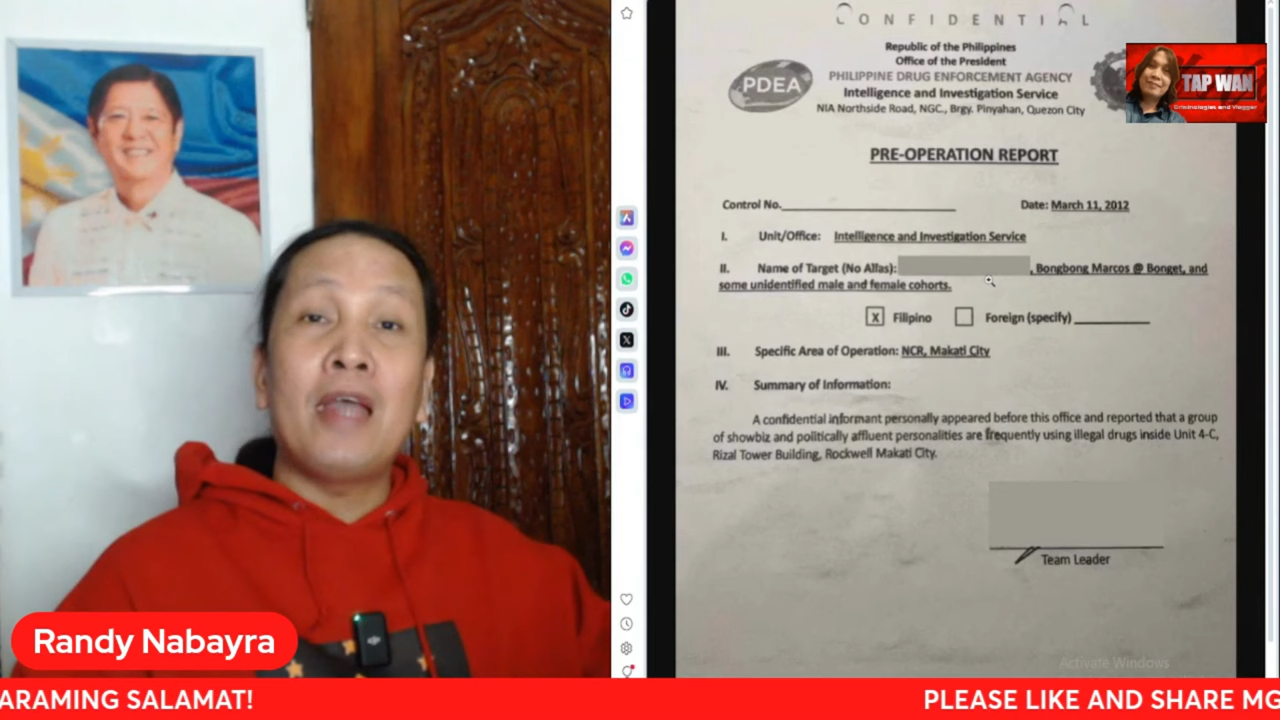 CONFIDENTIAL
Republic of the Philippines
Office of the President
PHILIPPINE DRUG ENFORCEMENT AGENCY
Intelligence and Investigation Service
NIA Northside Road, NGC., Brgy. Pinyahan, Quezon City
PDEA
TAP WAN
Criminologist and Vlogger
PRE-OPERATION REPORT
Control No.
Date: March 11, 2012
I. Unit/Office: Intelligence and Investigation Service
II. Name of Target (No Alias): , Bongbong Marcos @ Bonget, and
some unidentified male and female cohorts.
X Filipino Foreign (specify)
III. Specific Area of Operation: NCR, Makati City
IV. Summary of Information:
A confidential informant personally appeared before this office and reported that a group
of showbiz and politically affluent personalities are frequently using illegal drugs inside Unit 4-C,
Rizal Tower Building, Rockwell Makati City.
Team Leader
Activate Windows
Randy Nabayra
ARAMING SALAMAT!
PLEASE LIKE AND SHARE MG